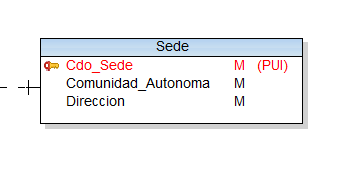 Sede
Cdo_Sede M (PUI)
Comunidad_Autonoma M
Direccion M